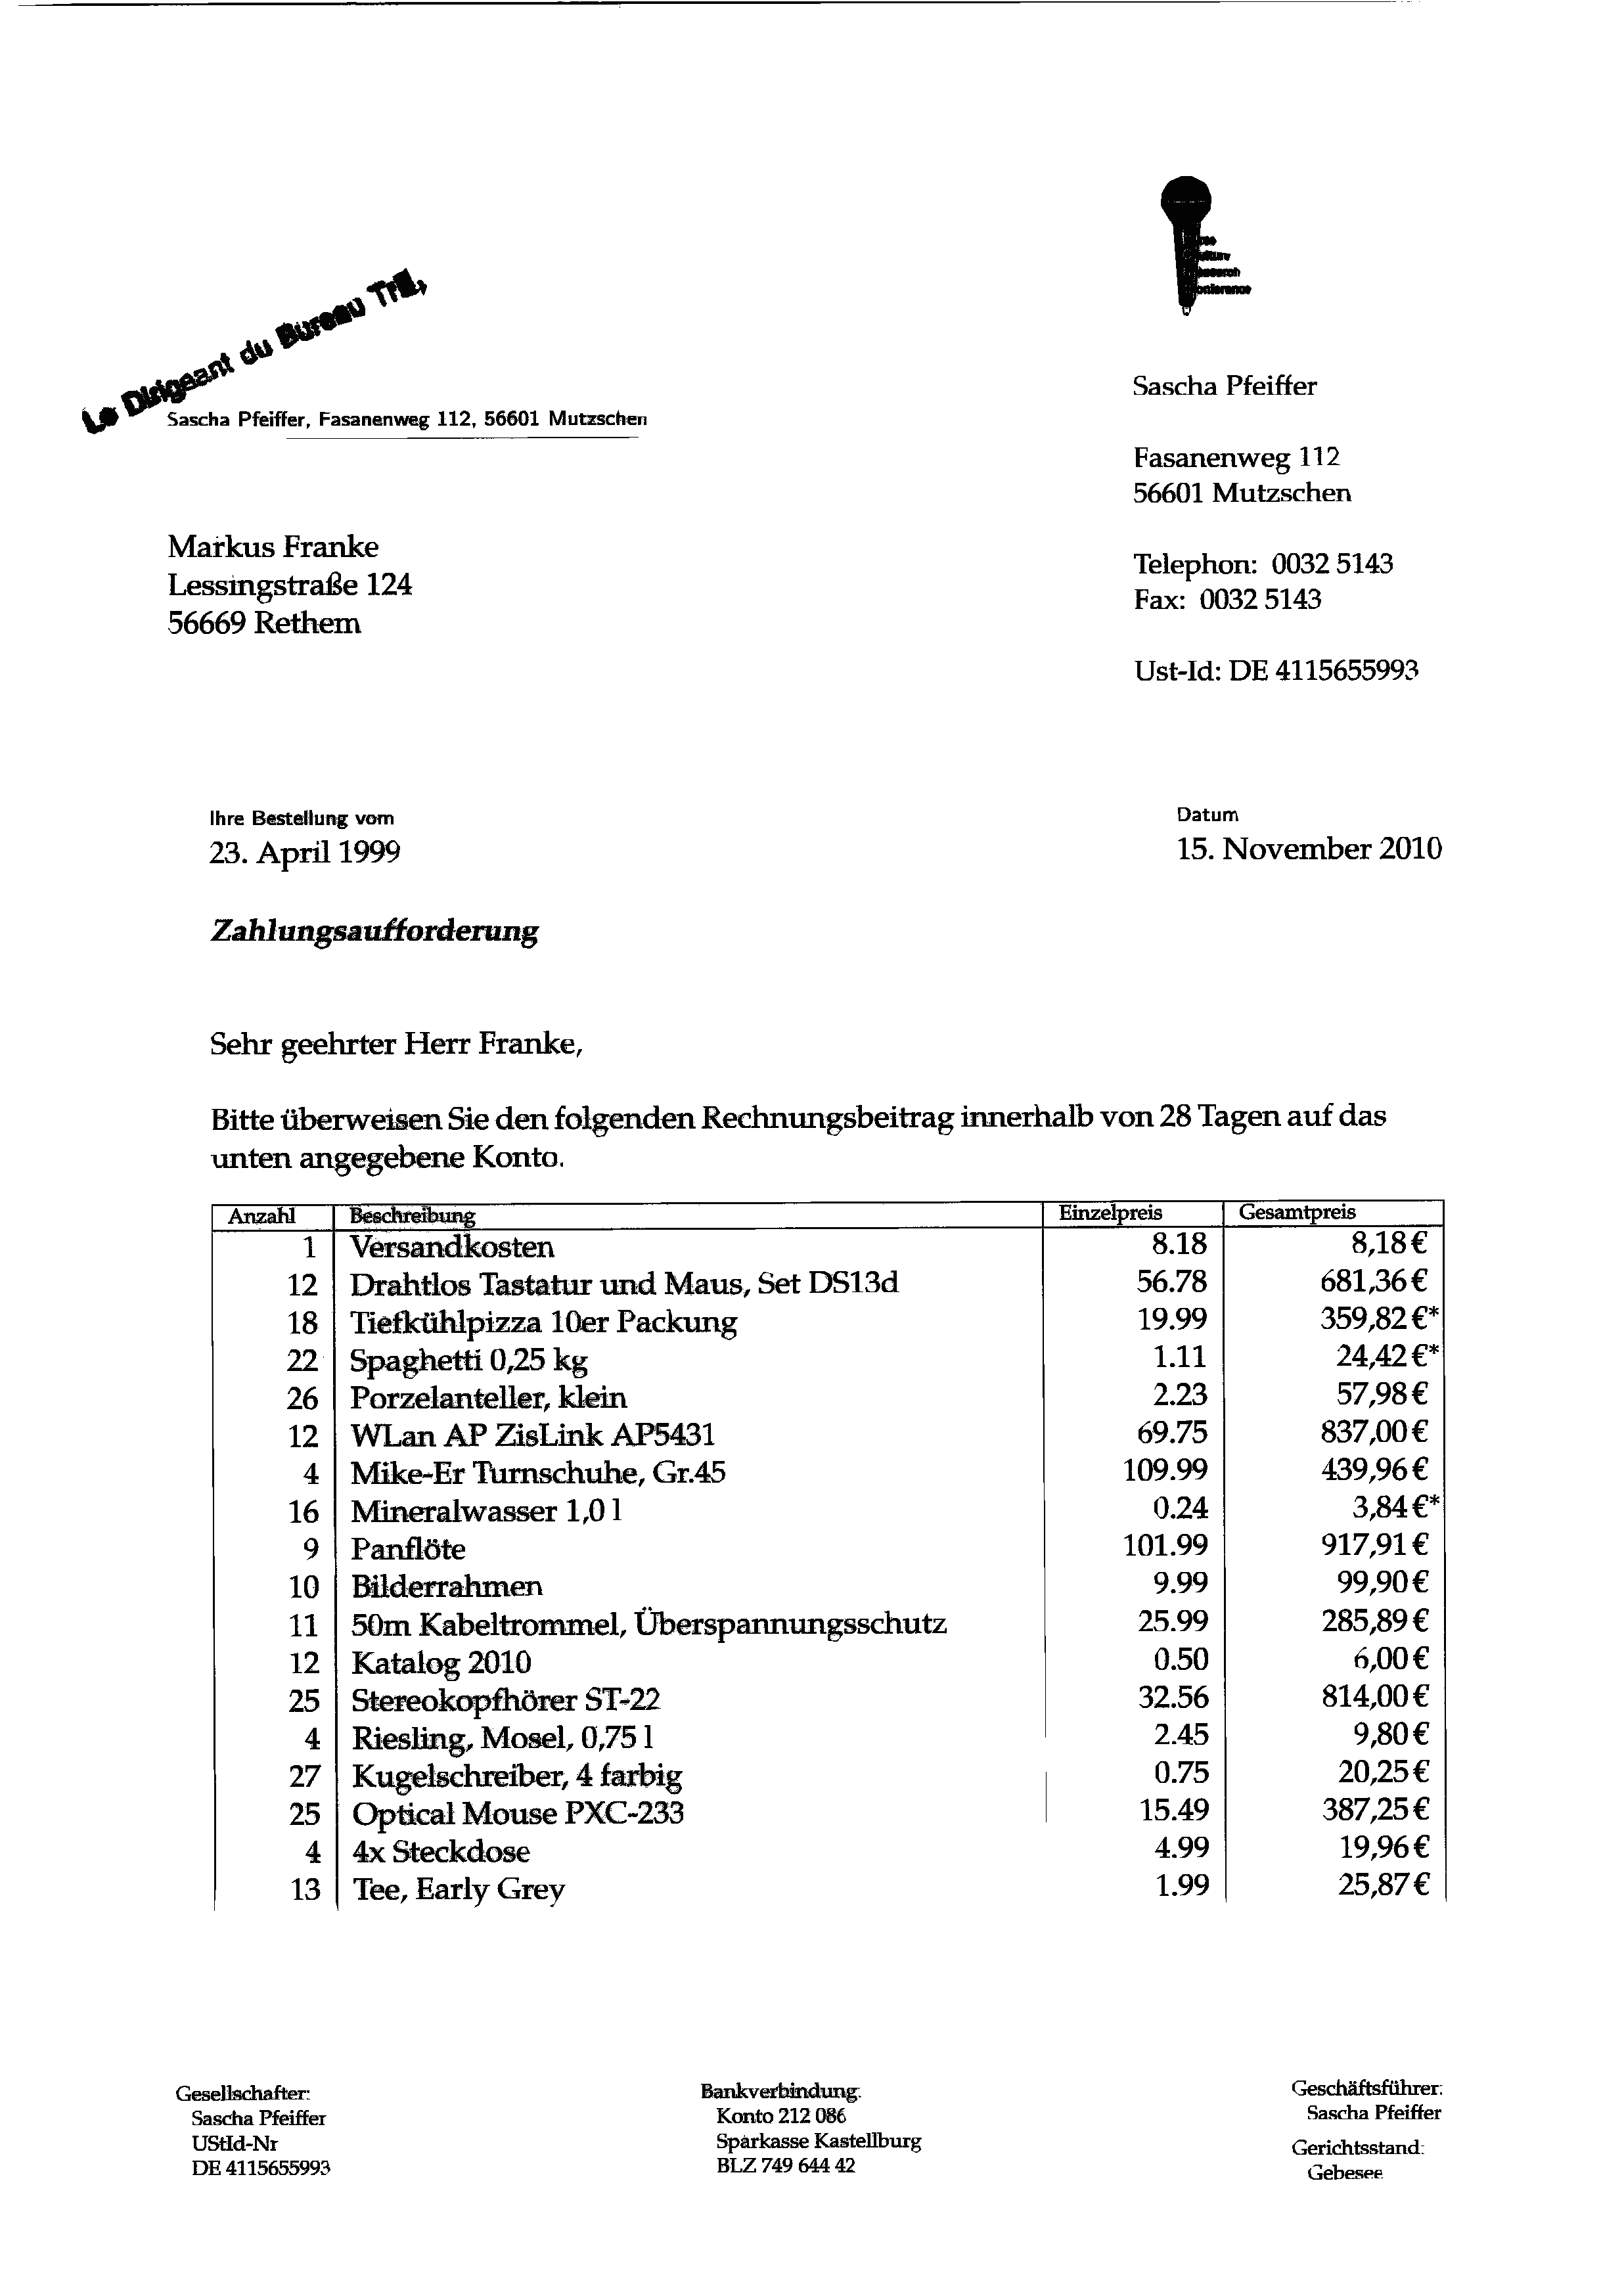 Le Dirigeant du Bureau
Sascha Pfeiffer, Fasanenweg 112, 56601 Mutzschen
Sascha Pfeiffer
Fasanenweg 112
56601 Mutzschen
Markus Franke
Lessingstraße 124
56669 Rethem
Telephon: 0032 5143
Fax: 0032 5143
Ust-Id: DE 4115655993
Ihre Bestellung vom
23. April 1999
Datum
15. November 2010
Zahlungsaufforderung
Sehr geehrter Herr Franke,
Bitte überweisen Sie den folgenden Rechnungsbeitrag innerhalb von 28 Tagen auf das
unten angegebene Konto.
Anzahl Beschreibung Einzelpreis Gesamtpreis
1 Versandkosten 8.18 8,18 €
12 Drahtlos Tastatur und Maus, Set DS13d 56.78 681,36 €
18 Tiefkühlpizza 10er Packung 19.99 359,82 €*
22 Spaghetti 0,25 kg 1.11 24,42 €*
26 Porzelanteller, klein 2.23 57,98 €
12 WLan AP ZisLink AP5431 69.75 837,00 €
4 Mike-Er Turnschuhe, Gr.45 109.99 439,96 €
16 Mineralwasser 1,0 l 0.24 3,84 €*
9 Panflöte 101.99 917,91 €
10 Bilderrahmen 9.99 99,90 €
11 50m Kabeltrommel, Überspannungsschutz 25.99 285,89 €
12 Katalog 2010 0.50 6,00 €
25 Stereokopfhörer ST-22 32.56 814,00 €
4 Riesling, Mosel, 0,75 l 2.45 9,80 €
27 Kugelschreiber, 4 farbig 0.75 20,25 €
25 Optical Mouse PXC-233 15.49 387,25 €
4 4x Steckdose 4.99 19,96 €
13 Tee, Early Grey 1.99 25,87 €
Gesellschafter:
Sascha Pfeiffer
UStId-Nr
DE 4115655993
Bankverbindung:
Konto 212 086
Sparkasse Kastellburg
BLZ 749 644 42
Geschäftsführer:
Sascha Pfeiffer
Gerichtsstand:
Gebesee